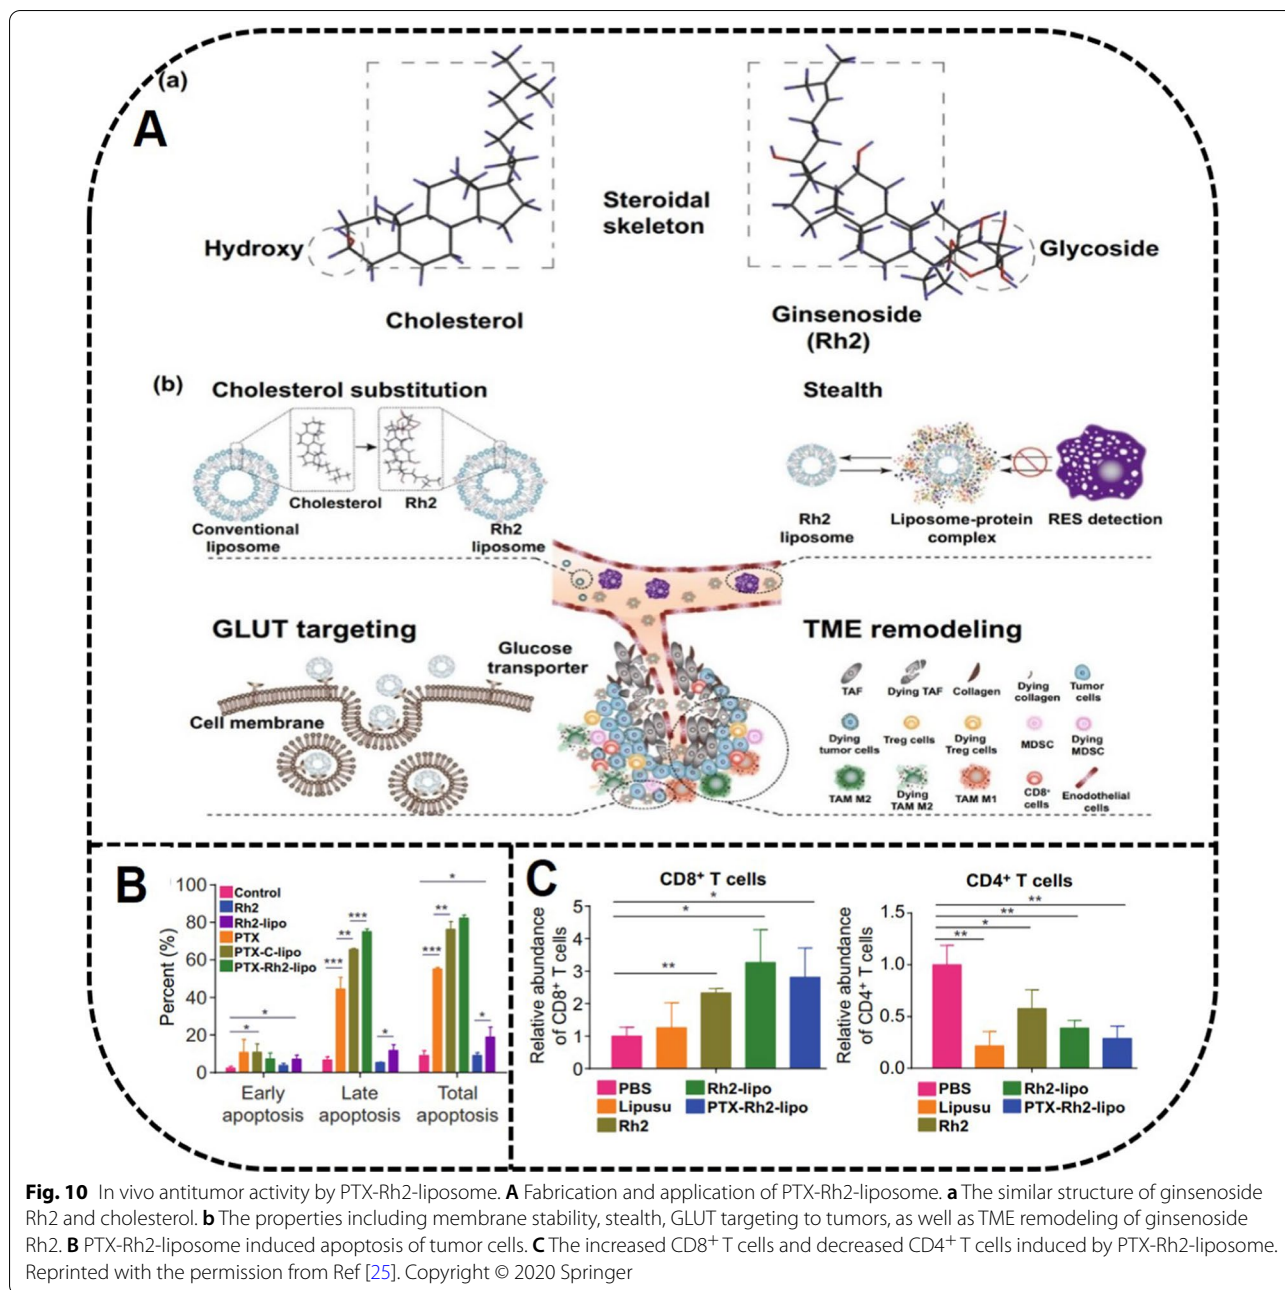 (a)
A
Steroidal
skeleton
Hydroxy
Glycoside
Cholesterol
Ginsenoside
(Rh2)
(b)
Cholesterol substitution
Stealth
Cholesterol
Rh2
Conventional
liposome
Rh2
liposome
Rh2
liposome
Liposome-protein
complex
RES detection
GLUT targeting
Glucose
transporter
TME remodeling
Cell membrane
TAF
Dying TAF
Collagen
Dying
collagen
Tumor
cells
Dying
tumor cells
Treg cells
Dying
Treg cells
MDSC
Dying
MDSC
TAM M2
Dying
TAM M2
TAM M1
CD8+
cells
Enodothelial
cells
B
Percent (%)
100
80
60
40
20
0
Control
Rh2
Rh2-lipo
PTX
PTX-C-lipo
PTX-Rh2-lipo
*
*
***
**
***
*
***
**
*
*
Early
apoptosis
Late
apoptosis
Total
apoptosis
C
CD8+ T cells
Relative abundance
of CD8+ T cells
5
4
3
2
1
0
*
*
**
PBS
Lipusu
Rh2
Rh2-lipo
PTX-Rh2-lipo
CD4+ T cells
Relative abundance
of CD4+ T cells
1.5
1.0
0.5
0.0
**
**
*
**
PBS
Lipusu
Rh2
Rh2-lipo
PTX-Rh2-lipo
Fig. 10 In vivo antitumor activity by PTX-Rh2-liposome. A Fabrication and application of PTX-Rh2-liposome. a The similar structure of ginsenoside
Rh2 and cholesterol. b The properties including membrane stability, stealth, GLUT targeting to tumors, as well as TME remodeling of ginsenoside
Rh2. B PTX-Rh2-liposome induced apoptosis of tumor cells. C The increased CD8+ T cells and decreased CD4+ T cells induced by PTX-Rh2-liposome.
Reprinted with the permission from Ref [25]. Copyright © 2020 Springer